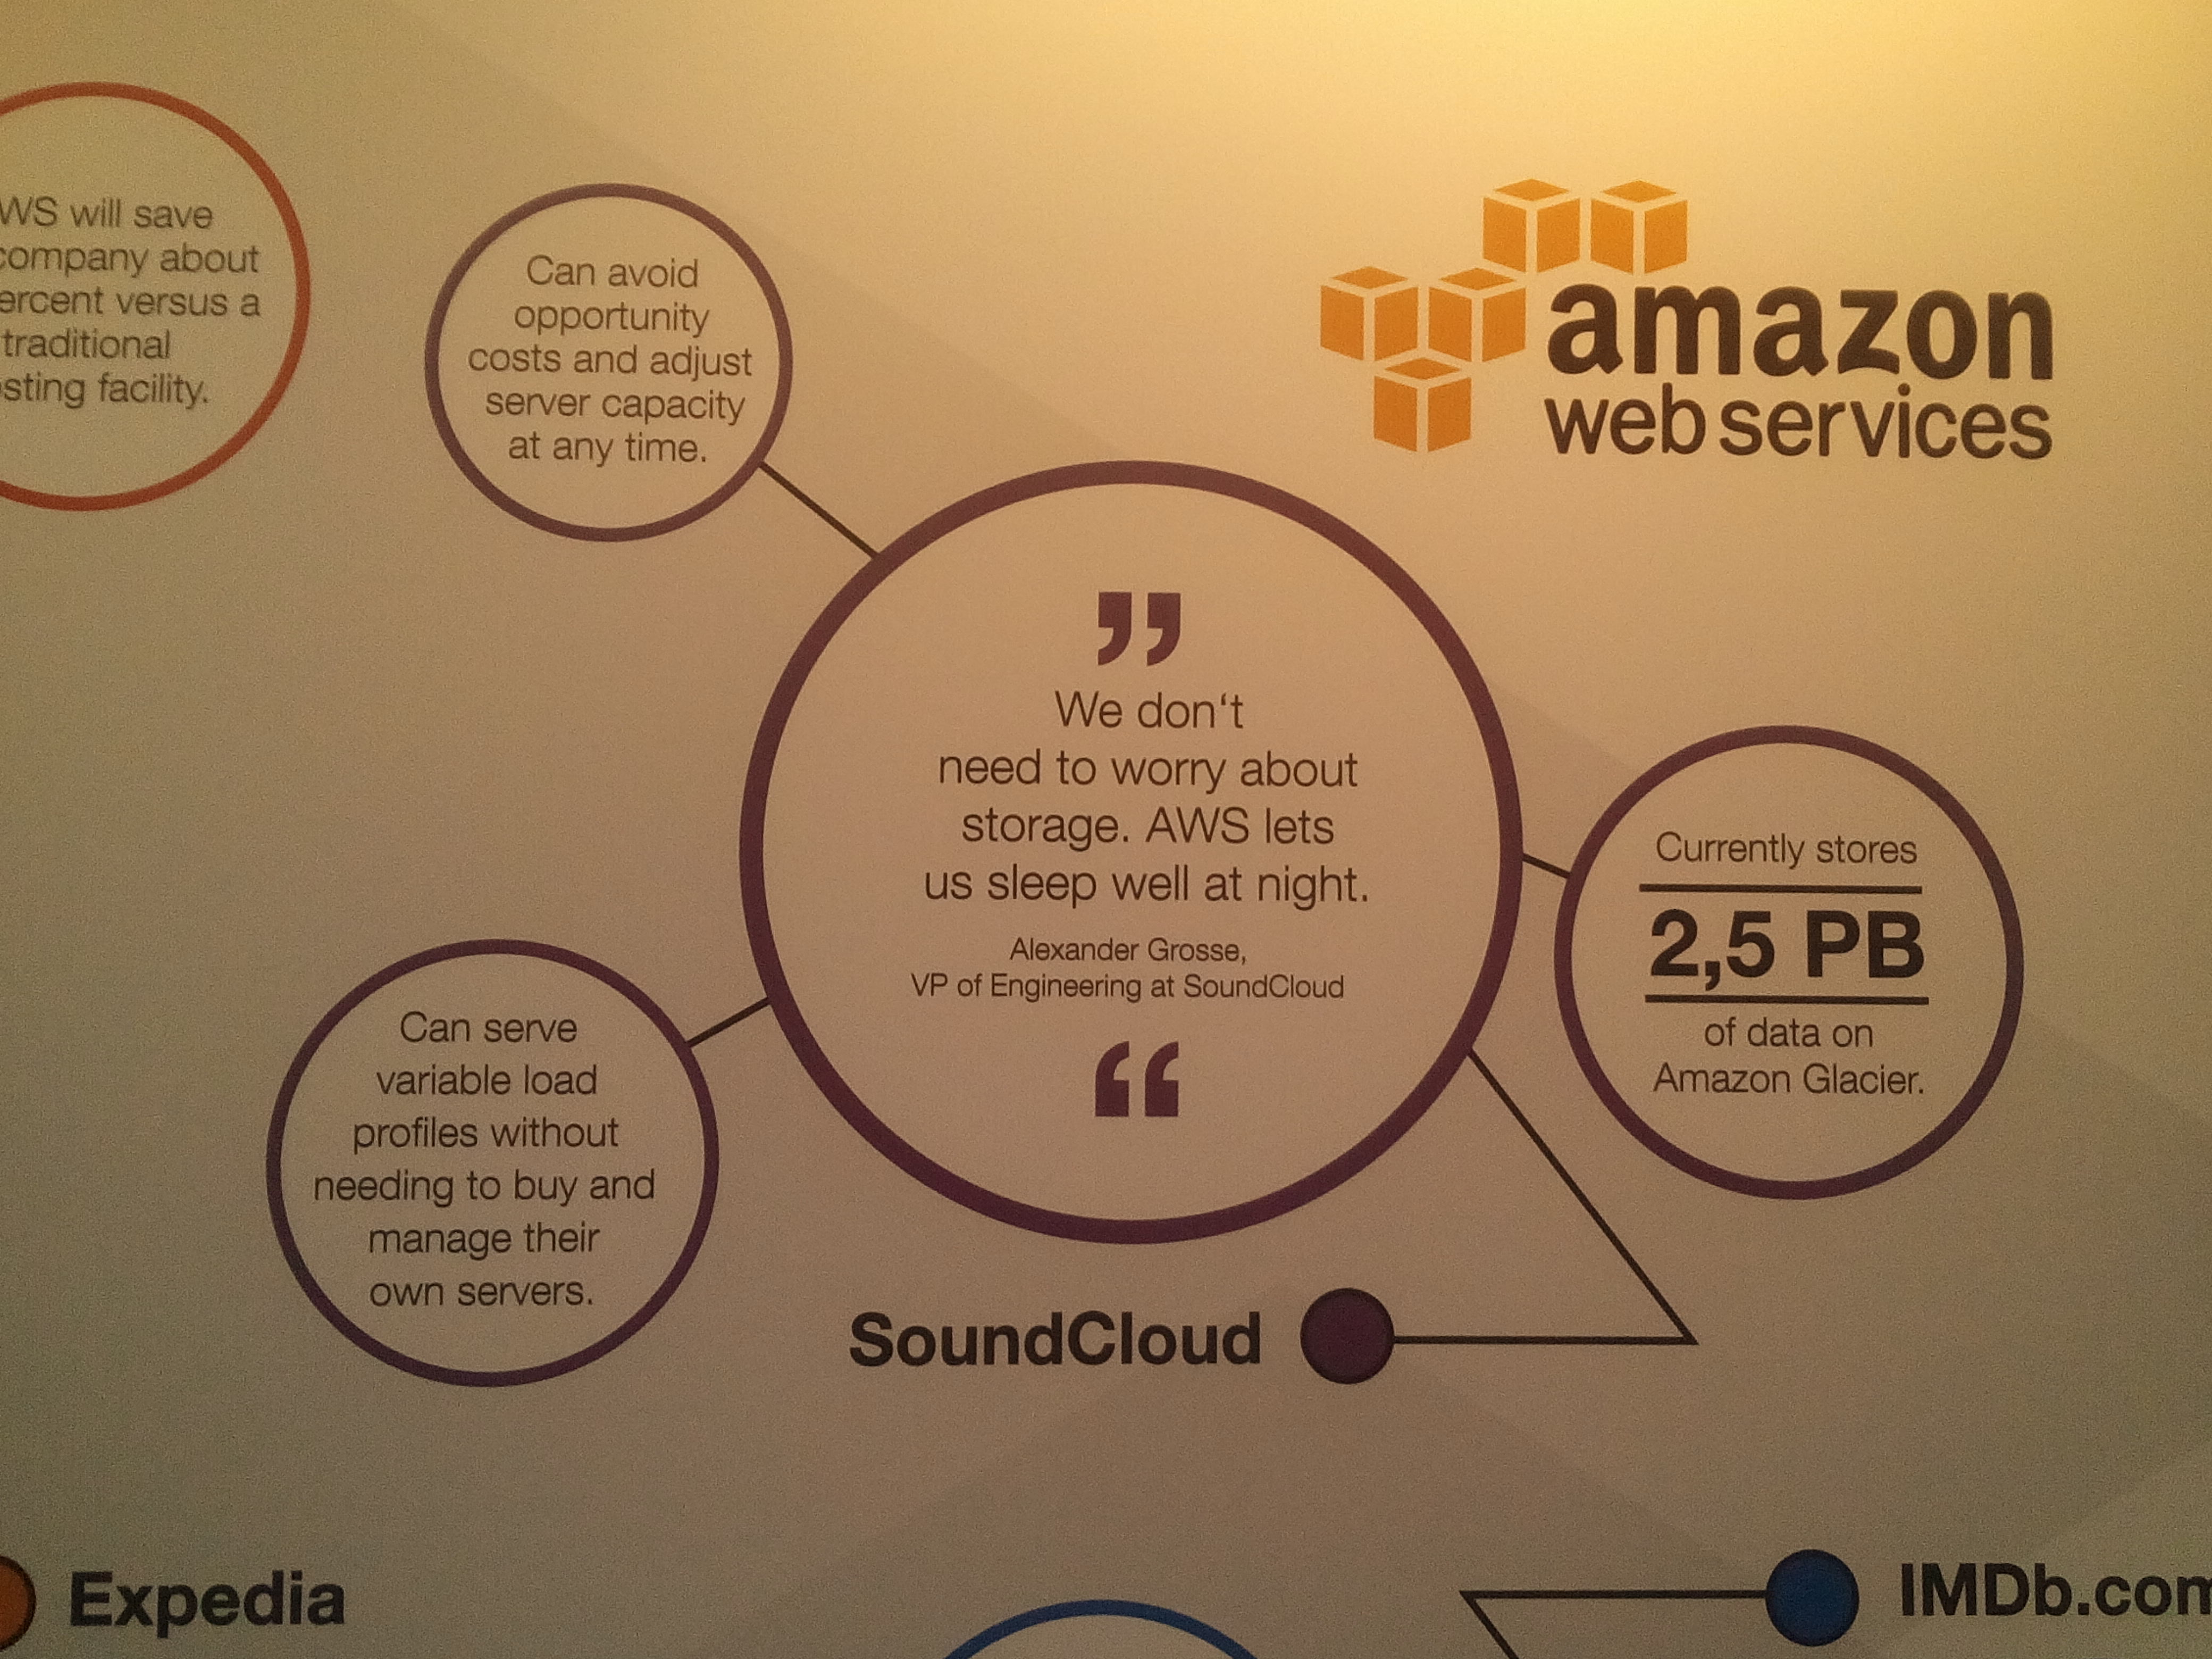 will save
company about
versus a
traditional
facility.
Can avoid
opportunity
costs and adjust
server capacity
at any time.
amazon
web services
”
We don‘t
need to worry about
storage. AWS lets
us sleep well at night.
Alexander Grosse,
VP of Engineering at SoundCloud
“
Currently stores
2,5 PB
of data on
Amazon Glacier.
Can serve
variable load
profiles without
needing to buy and
manage their
own servers.
SoundCloud
Expedia
IMDb.com